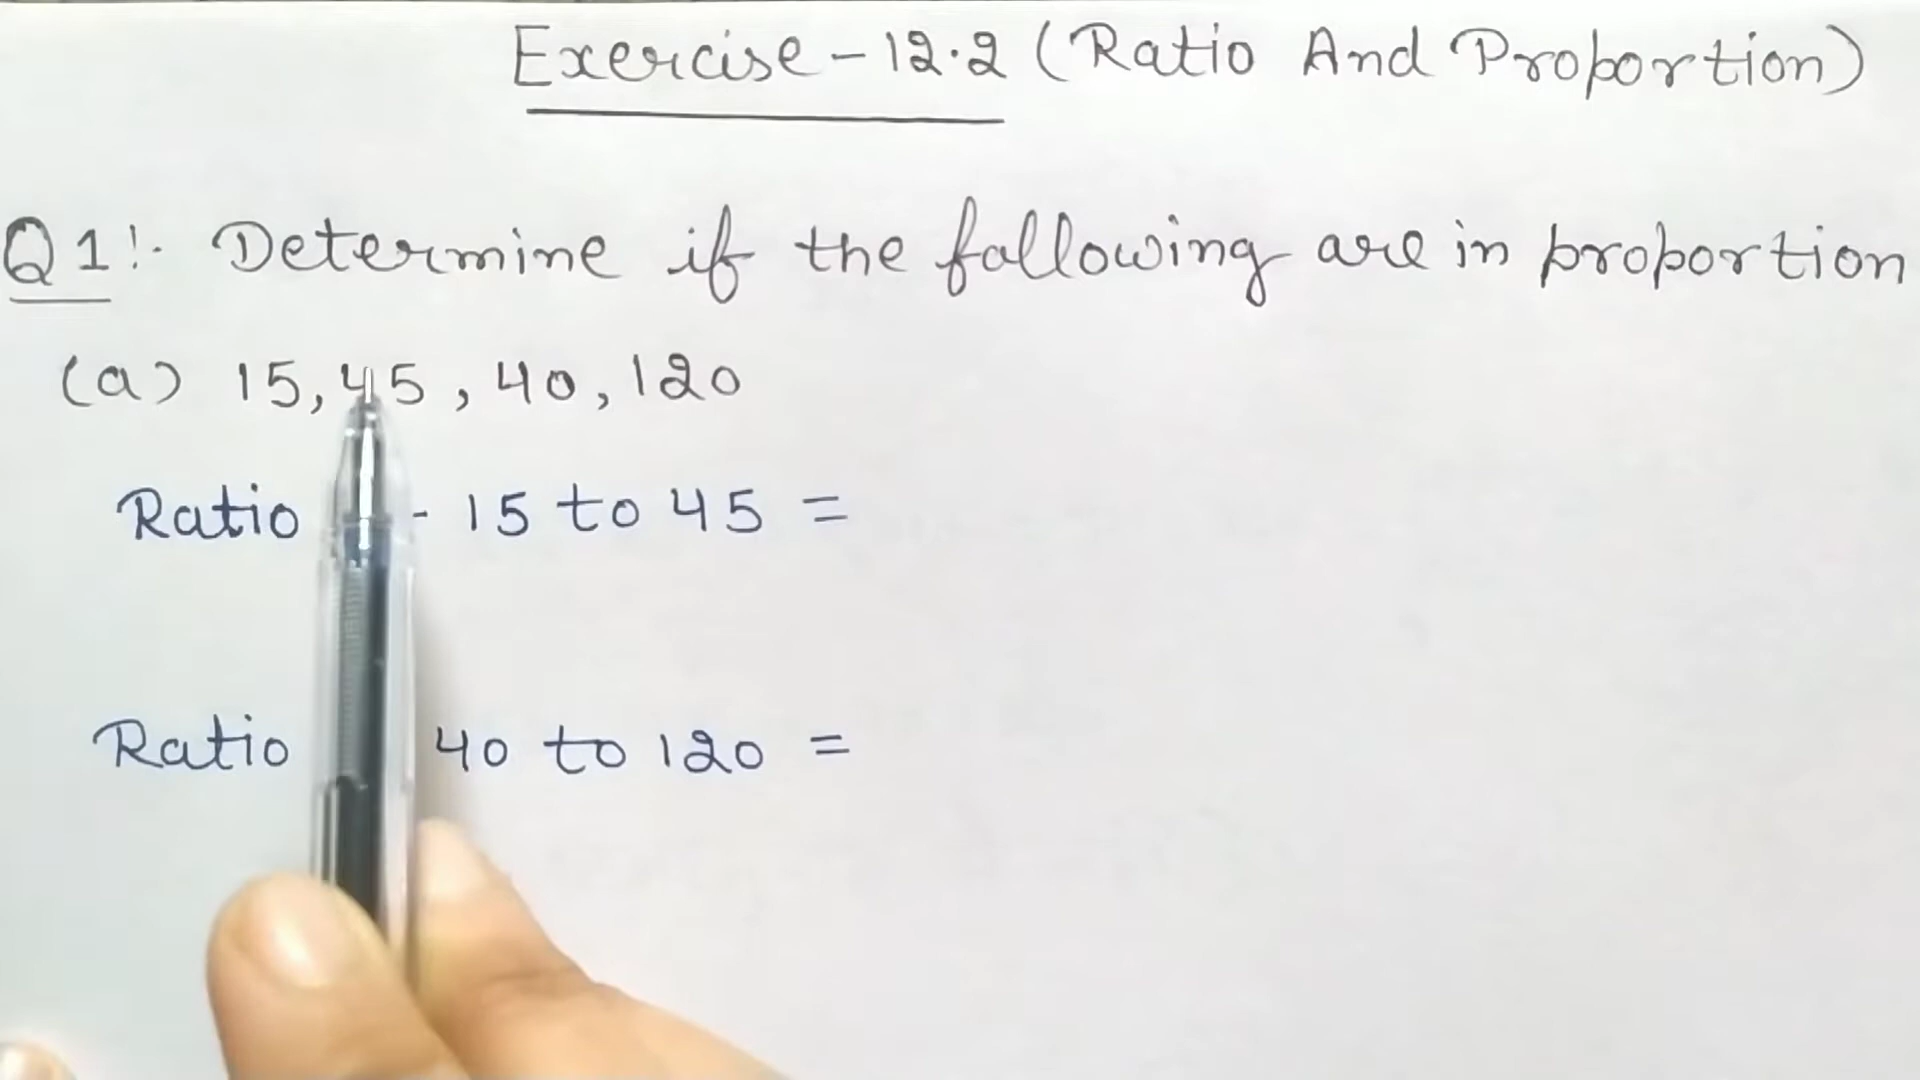 Exercise-12.2 (Ratio And Proportion)
Q1:- Determine if the following are in proportion
(a) 15, 45, 40, 120
Ratio - 15 to 45 =
Ratio 40 to 120 =